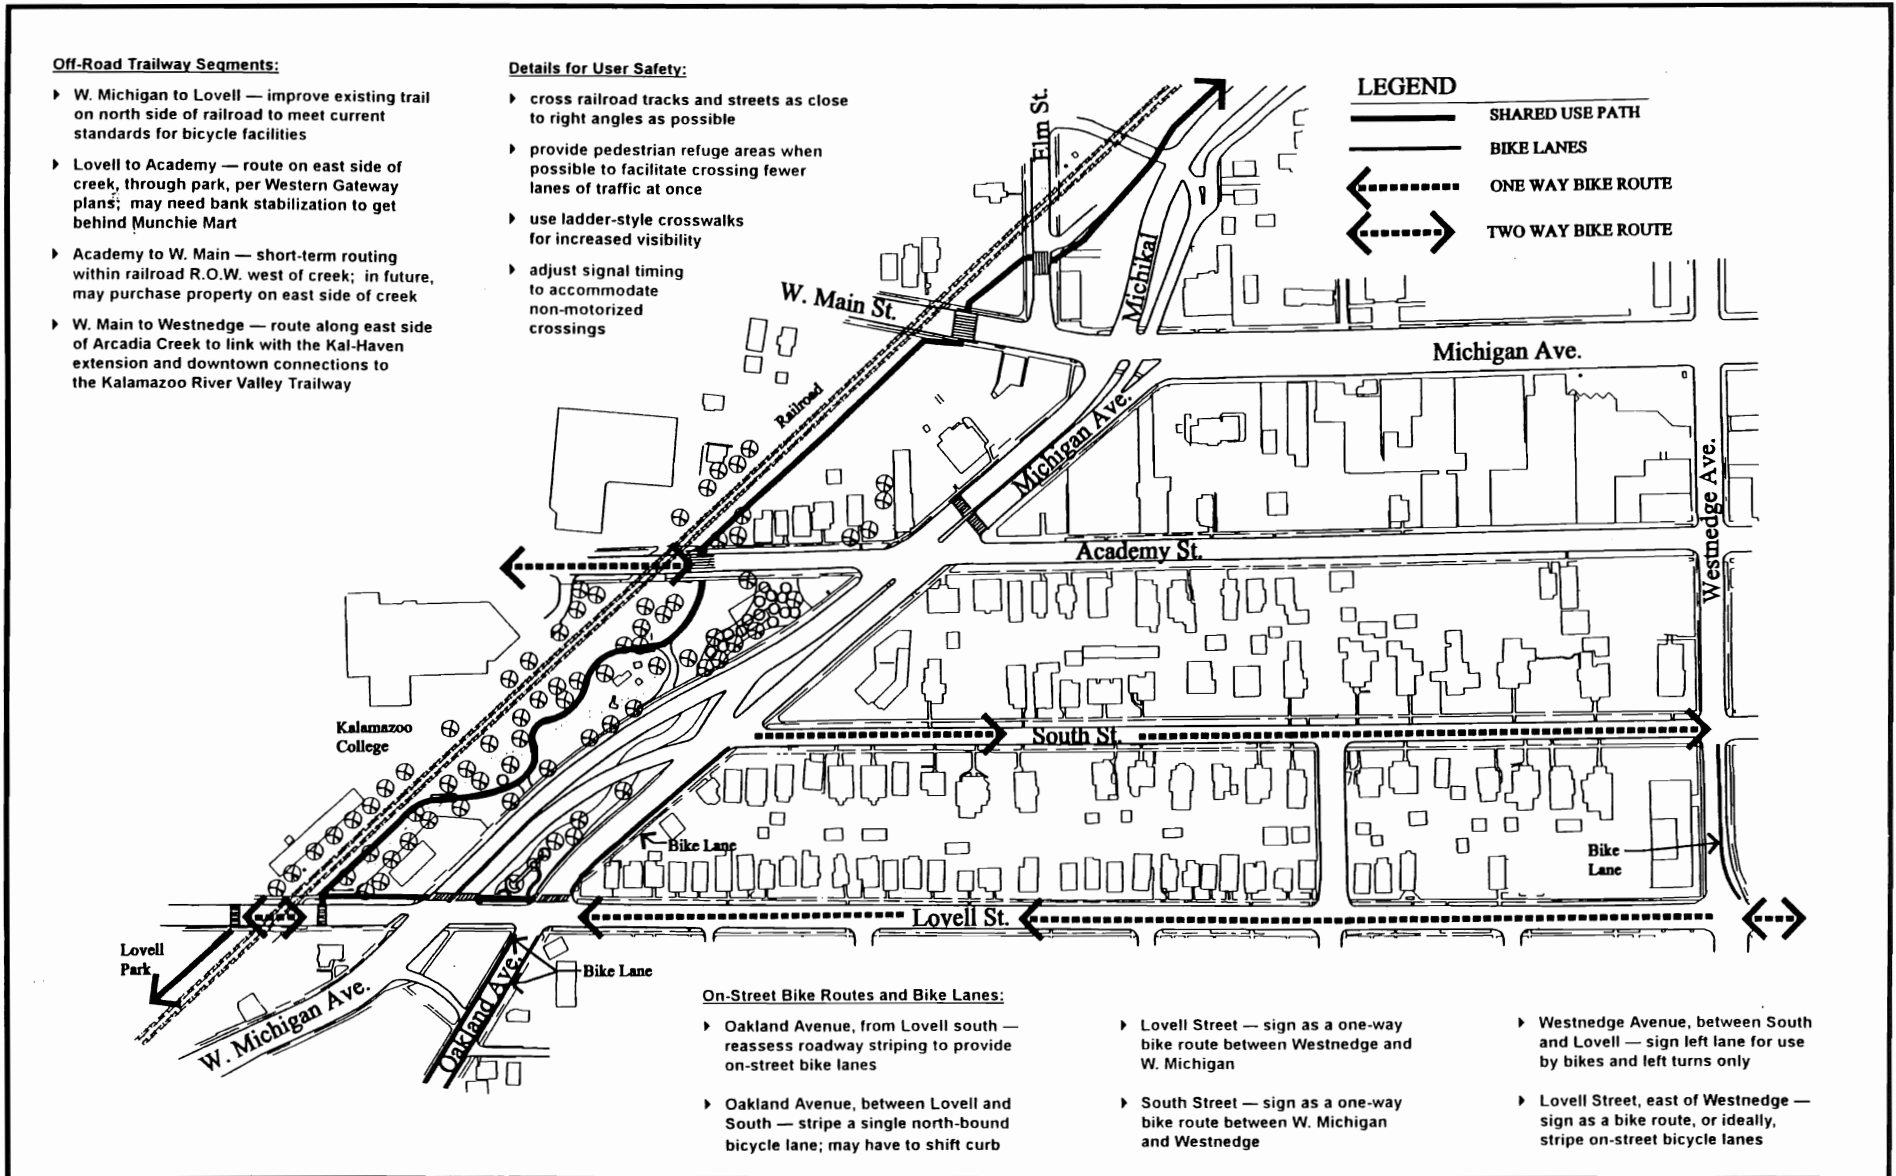 Off-Road Trailway Segments:
W. Michigan to Lovell — improve existing trail
on north side of railroad to meet current
standards for bicycle facilities
Lovell to Academy — route on east side of
creek, through park, per Western Gateway
plans; may need bank stabilization to get
behind Munchie Mart
Academy to W. Main — short-term routing
within railroad R.O.W. west of creek; in future,
may purchase property on east side of creek
W. Main to Westnedge — route along east side
of Arcadia Creek to link with the Kal-Haven
extension and downtown connections to
the Kalamazoo River Valley Trailway
Details for User Safety:
cross railroad tracks and streets as close
to right angles as possible
provide pedestrian refuge areas when
possible to facilitate crossing fewer
lanes of traffic at once
use ladder-style crosswalks
for increased visibility
adjust signal timing
to accommodate
non-motorized
crossings
LEGEND
SHARED USE PATH
BIKE LANES
ONE WAY BIKE ROUTE
TWO WAY BIKE ROUTE
Elm St.
Michikal
W. Main St.
Michigan Ave.
Railroad
Michigan Ave.
Westnedge Ave.
Academy St.
Kalamazoo
College
South St.
Bike Lane
Bike
Lane
Lovell St.
Lovell
Park
Bike Lane
W. Michigan Ave.
Oakland Ave.
On-Street Bike Routes and Bike Lanes:
Oakland Avenue, from Lovell south —
reassess roadway striping to provide
on-street bike lanes
Oakland Avenue, between Lovell and
South — stripe a single north-bound
bicycle lane; may have to shift curb
Lovell Street — sign as a one-way
bike route between Westnedge and
W. Michigan
South Street — sign as a one-way
bike route between W. Michigan
and Westnedge
Westnedge Avenue, between South
and Lovell — sign left lane for use
by bikes and left turns only
Lovell Street, east of Westnedge —
sign as a bike route, or ideally,
stripe on-street bicycle lanes